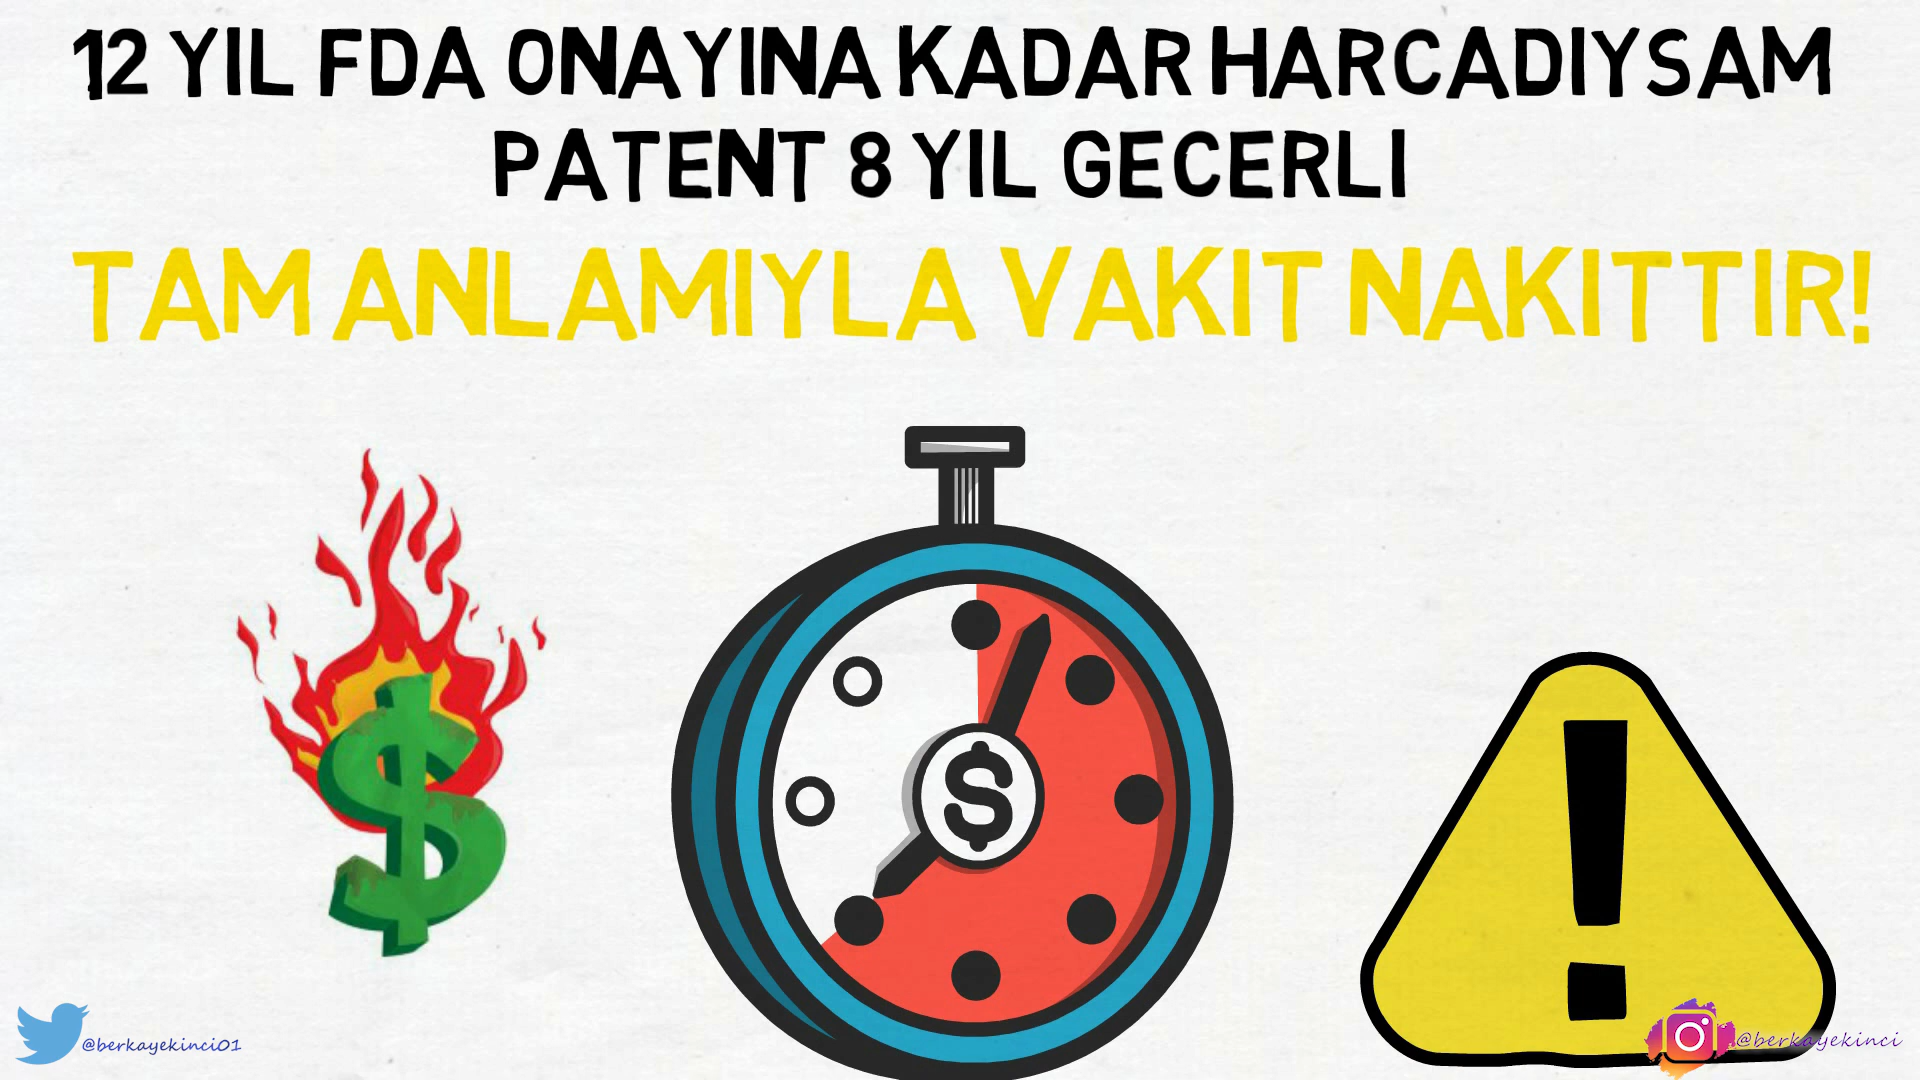 12 YIL FDA ONAYINA KADAR HARCADIYSAM
PATENT 8 YIL GECERLI
TAM ANLAMIYLA VAKIT NAKITTIR!
$
@berkayekinci01
@berkayekinci